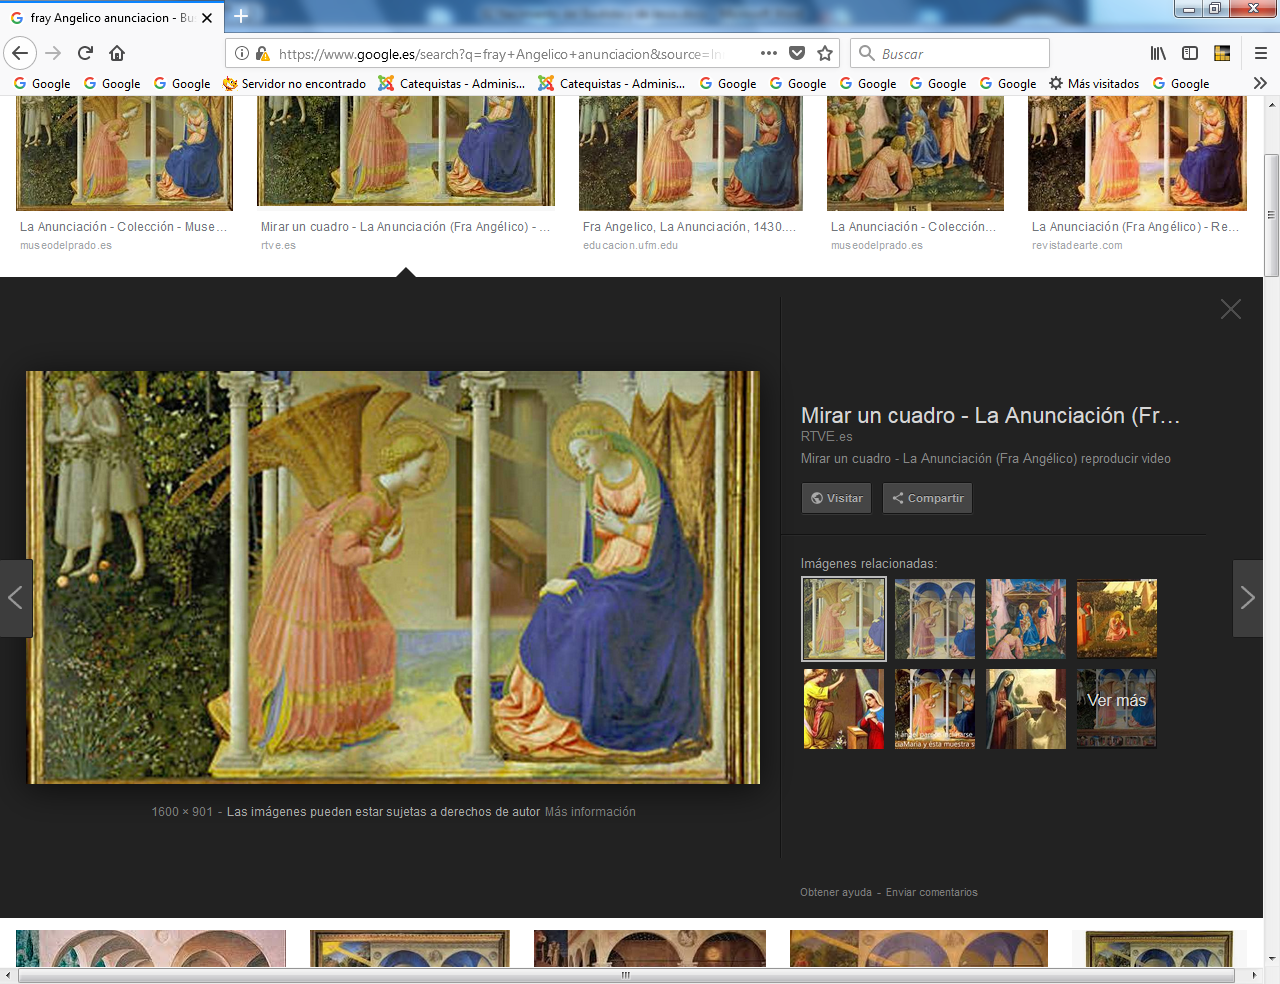 fray Angelico anunciacion - Bu
https://www.google.es/search?q=fray+Angelico+anunciacion&source=ln
Buscar
Google
Google
Google
Servidor no encontrado
Catequistas - Adminis...
Catequistas - Adminis...
Google
Google
Google
Google
Google
Más visitados
Google
La Anunciación - Colección - Muse...
museodelprado.es
Mirar un cuadro - La Anunciación (Fra Angélico) - ...
rtve.es
Fra Angelico, La Anunciación, 1430....
educacion.ufm.edu
La Anunciación - Colección...
museodelprado.es
La Anunciación (Fra Angélico) - Re...
revistadearte.com
Mirar un cuadro - La Anunciación (Fr...
RTVE.es
Mirar un cuadro - La Anunciación (Fra Angélico) reproducir video
Visitar
Compartir
Imágenes relacionadas:
Ver más
1600 × 901 - Las imágenes pueden estar sujetas a derechos de autor Más información
Obtener ayuda - Enviar comentarios